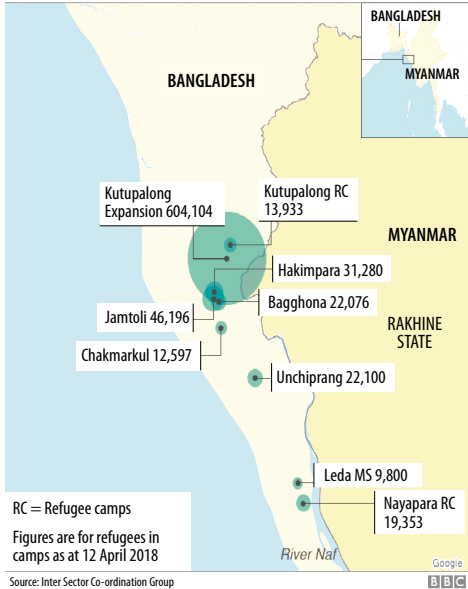 BANGLADESH
MYANMAR
BANGLADESH
Kutupalong
Expansion 604,104
Kutupalong RC
13,933
MYANMAR
Hakimpara 31,280
Bagghona 22,076
Jamtoli 46,196
RAKHINE
STATE
Chakmarkul 12,597
Unchiprang 22,100
Leda MS 9,800
Nayapara RC
19,353
RC = Refugee camps
Figures are for refugees in
camps as at 12 April 2018
River Naf
Google
Source: Inter Sector Co-ordination Group
BBC